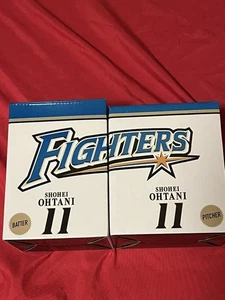 FIGHTERS
SHOHEI
OHTANI
11
BATTER
SHOHEI
OHTANI
11
PITCHER